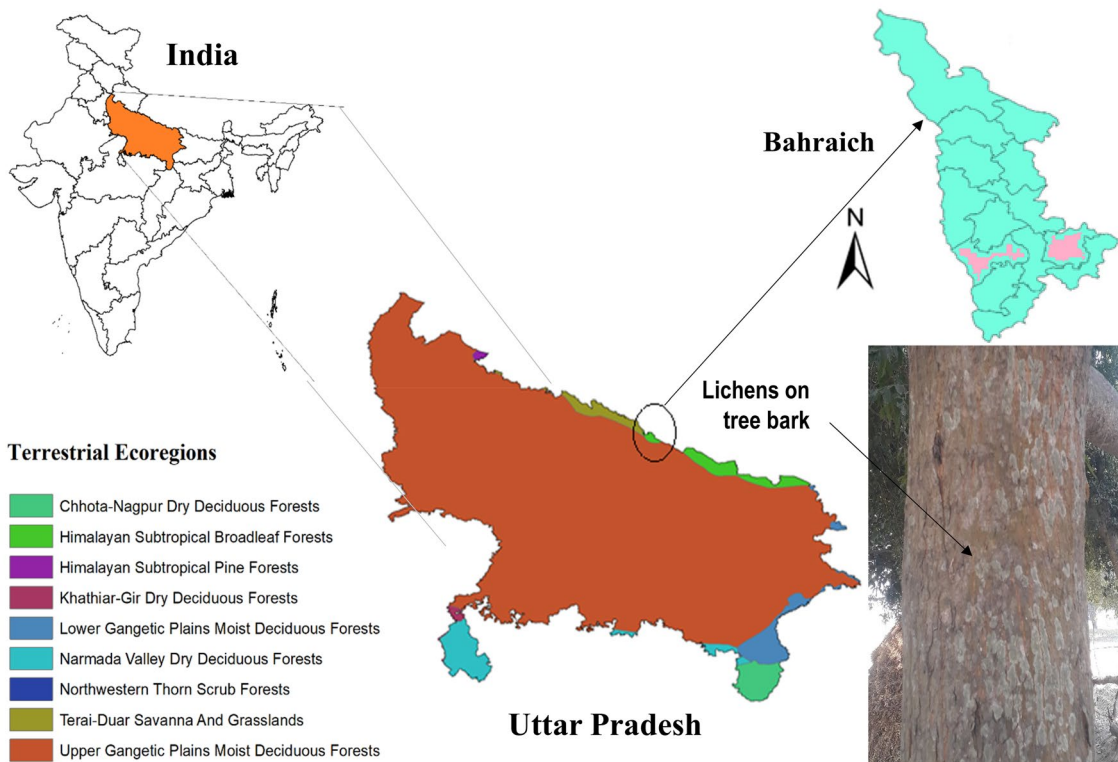 India
Bahraich
N
Lichens on
tree bark
Terrestrial Ecoregions
Chhota-Nagpur Dry Deciduous Forests
Himalayan Subtropical Broadleaf Forests
Himalayan Subtropical Pine Forests
Khathiar-Gir Dry Deciduous Forests
Lower Gangetic Plains Moist Deciduous Forests
Narmada Valley Dry Deciduous Forests
Northwestern Thorn Scrub Forests
Terai-Duar Savanna And Grasslands
Upper Gangetic Plains Moist Deciduous Forests
Uttar Pradesh